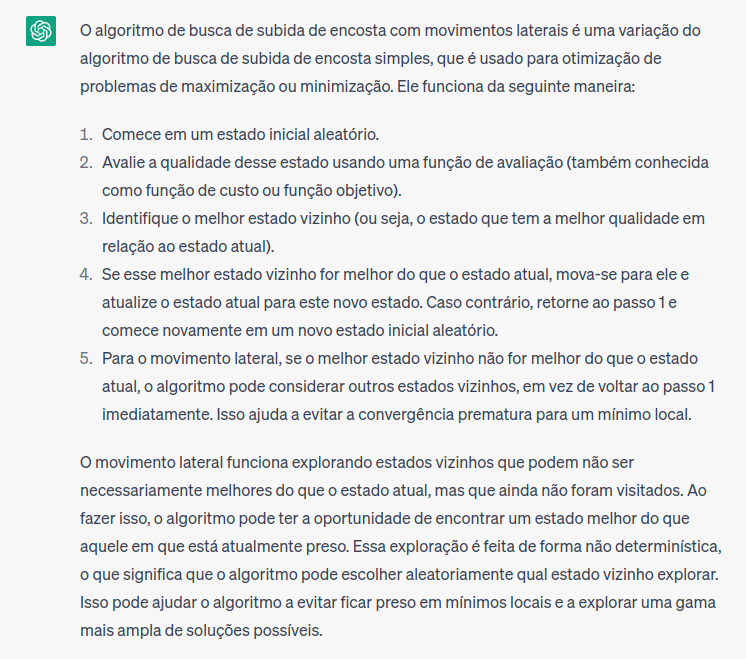 O algoritmo de busca de subida de encosta com movimentos laterais é uma variação do
algoritmo de busca de subida de encosta simples, que é usado para otimização de
problemas de maximização ou minimização. Ele funciona da seguinte maneira:
1. Comece em um estado inicial aleatório.
2. Avalie a qualidade desse estado usando uma função de avaliação (também conhecida
como função de custo ou função objetivo).
3. Identifique o melhor estado vizinho (ou seja, o estado que tem a melhor qualidade em
relação ao estado atual).
4. Se esse melhor estado vizinho for melhor do que o estado atual, mova-se para ele e
atualize o estado atual para este novo estado. Caso contrário, retorne ao passo 1 e
comece novamente em um novo estado inicial aleatório.
5. Para o movimento lateral, se o melhor estado vizinho não for melhor do que o estado
atual, o algoritmo pode considerar outros estados vizinhos, em vez de voltar ao passo 1
imediatamente. Isso ajuda a evitar a convergência prematura para um mínimo local.
O movimento lateral funciona explorando estados vizinhos que podem não ser
necessariamente melhores do que o estado atual, mas que ainda não foram visitados. Ao
fazer isso, o algoritmo pode ter a oportunidade de encontrar um estado melhor do que
aquele em que está atualmente preso. Essa exploração é feita de forma não determinística,
o que significa que o algoritmo pode escolher aleatoriamente qual estado vizinho explorar.
Isso pode ajudar o algoritmo a evitar ficar preso em mínimos locais e a explorar uma gama
mais ampla de soluções possíveis.